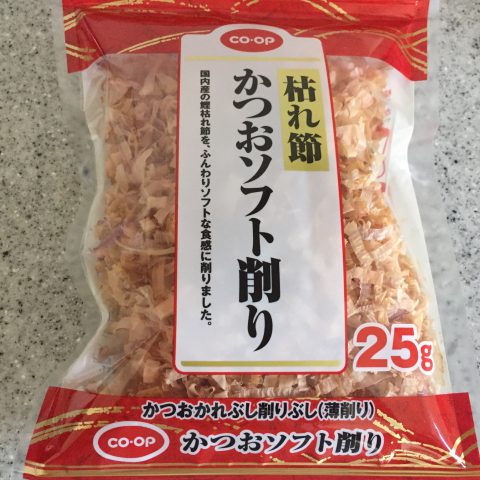 CO·OP
枯れ節
かつおソフト削り
国内産の鰹枯れ節を、ふんわりソフトな食感に削りました。
25g
かつおかれぶし削りぶし(薄削り)
CO·OP
かつおソフト削り